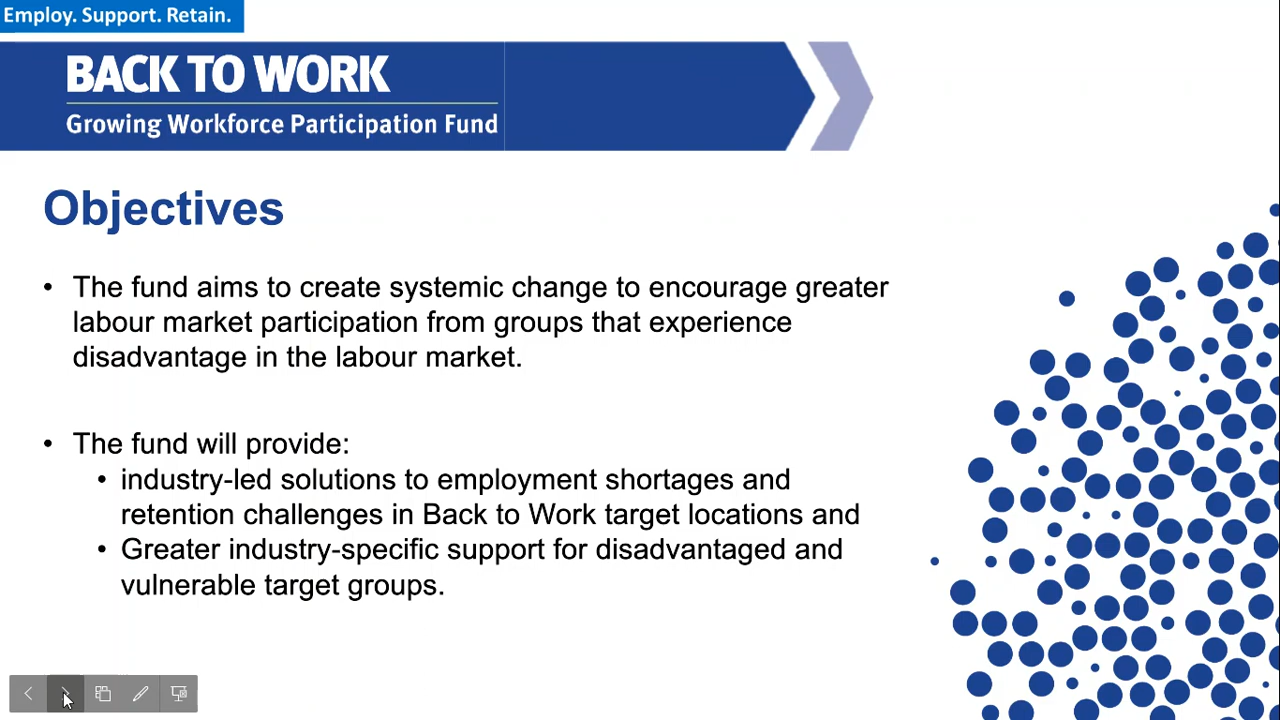 Employ. Support. Retain.
BACK TO WORK
Growing Workforce Participation Fund
Objectives
• The fund aims to create systemic change to encourage greater
labour market participation from groups that experience
disadvantage in the labour market.
• The fund will provide:
• industry-led solutions to employment shortages and
retention challenges in Back to Work target locations and
• Greater industry-specific support for disadvantaged and
vulnerable target groups.